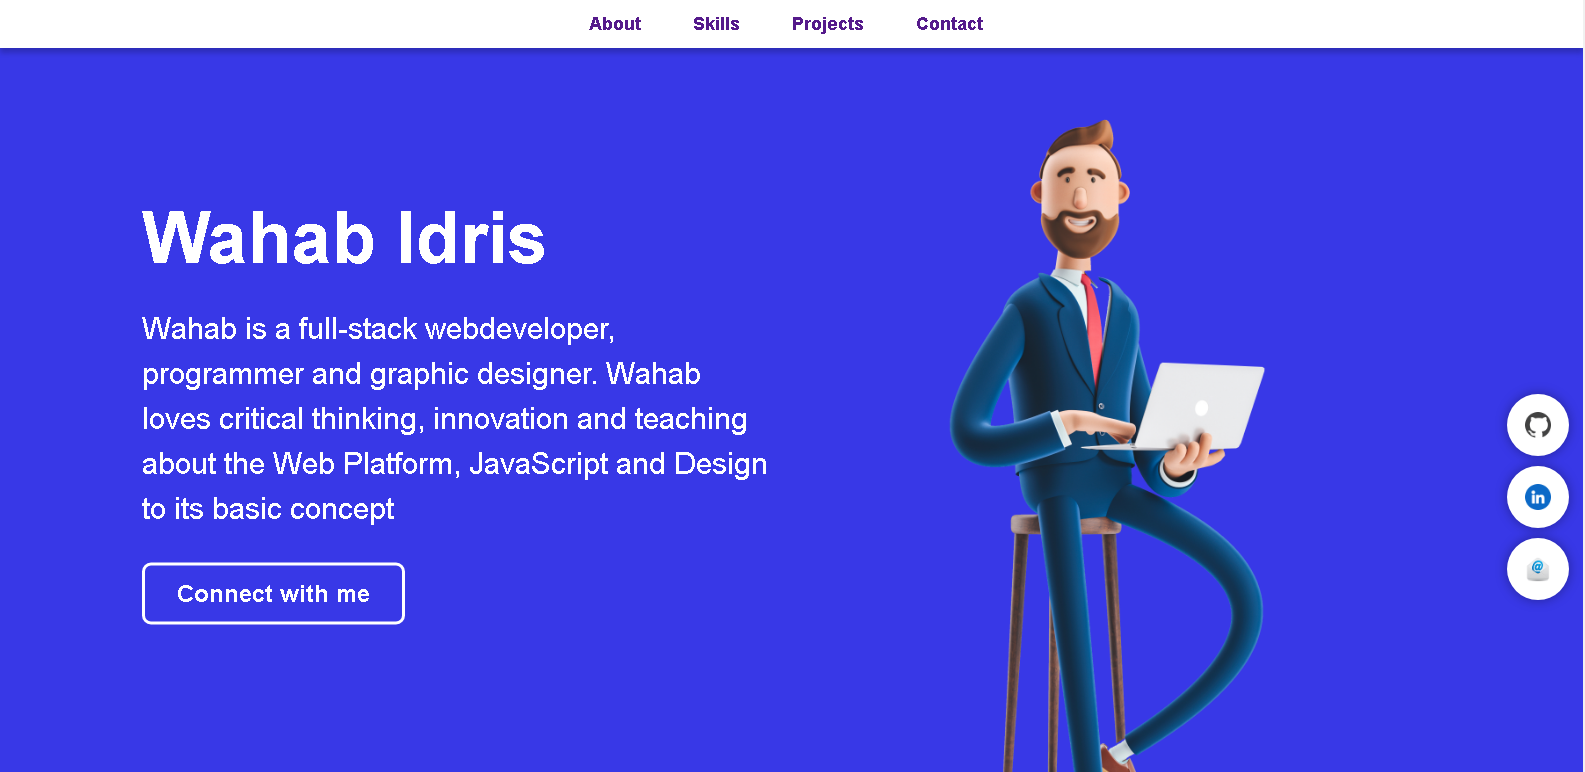 About Skills Projects Contact
Wahab Idris
Wahab is a full-stack webdeveloper,
programmer and graphic designer. Wahab
loves critical thinking, innovation and teaching
about the Web Platform, JavaScript and Design
to its basic concept
Connect with me
in
@